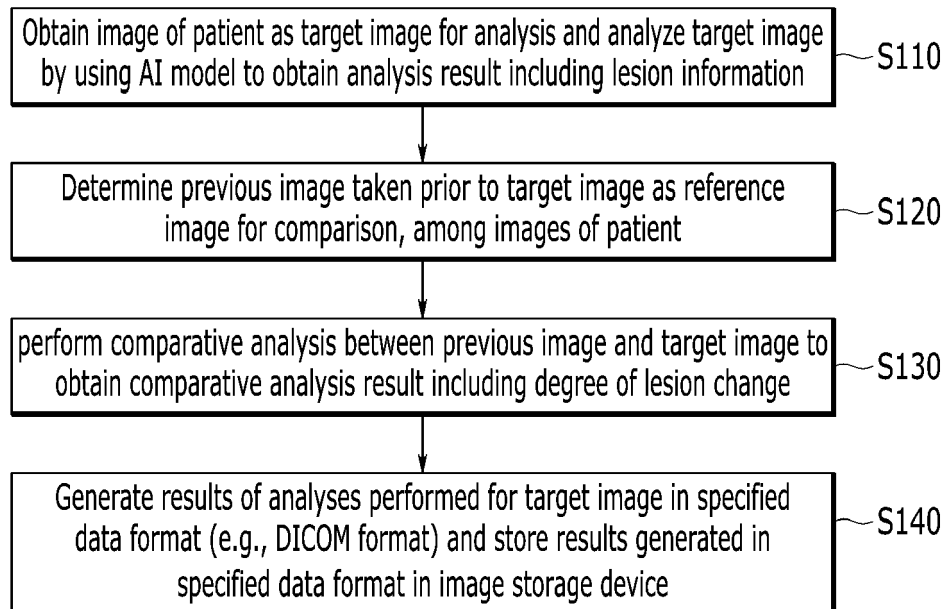 Obtain image of patient as target image for analysis and analyze target image
by using AI model to obtain analysis result including lesion information
S110
Determine previous image taken prior to target image as reference
image for comparison, among images of patient
S120
perform comparative analysis between previous image and target image to
obtain comparative analysis result including degree of lesion change
S130
Generate results of analyses performed for target image in specified
data format (e.g., DICOM format) and store results generated in
specified data format in image storage device
S140